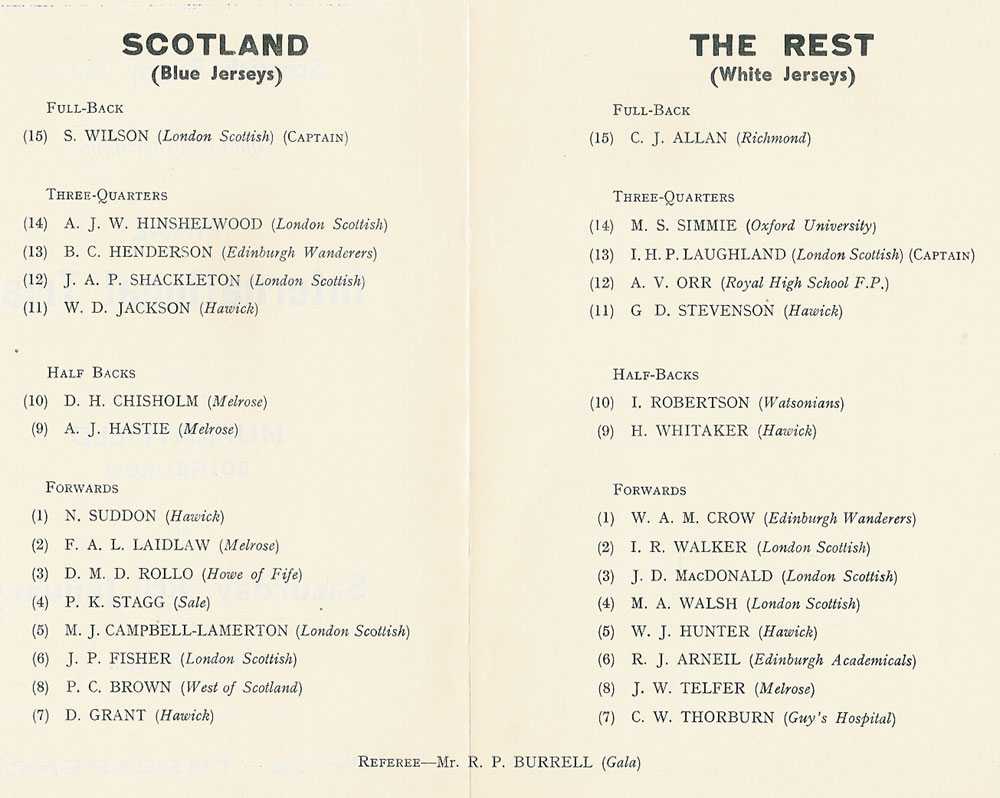 SCOTLAND
(Blue Jerseys)
Full-Back
(15) S. WILSON (London Scottish) (Captain)
Three-Quarters
(14) A. J. W. HINSHELWOOD (London Scottish)
(13) B. C. HENDERSON (Edinburgh Wanderers)
(12) J. A. P. SHACKLETON (London Scottish)
(11) W. D. JACKSON (Hawick)
Half Backs
(10) D. H. CHISHOLM (Melrose)
(9) A. J. HASTIE (Melrose)
Forwards
(1) N. SUDDON (Hawick)
(2) F. A. L. LAIDLAW (Melrose)
(3) D. M. D. ROLLO (Howe of Fife)
(4) P. K. STAGG (Sale)
(5) M. J. CAMPBELL-LAMERTON (London Scottish)
(6) J. P. FISHER (London Scottish)
(8) P. C. BROWN (West of Scotland)
(7) D. GRANT (Hawick)
THE REST
(White Jerseys)
Full-Back
(15) C. J. ALLAN (Richmond)
Three-Quarters
(14) M. S. SIMMIE (Oxford University)
(13) I. H. P. LAUGHLAND (London Scottish) (Captain)
(12) A. V. ORR (Royal High School F.P.)
(11) G D. STEVENSON (Hawick)
Half-Backs
(10) I. ROBERTSON (Watsonians)
(9) H. WHITAKER (Hawick)
Forwards
(1) W. A. M. CROW (Edinburgh Wanderers)
(2) I. R. WALKER (London Scottish)
(3) J. D. MacDONALD (London Scottish)
(4) M. A. WALSH (London Scottish)
(5) W. J. HUNTER (Hawick)
(6) R. J. ARNEIL (Edinburgh Academicals)
(8) J. W. TELFER (Melrose)
(7) C. W. THORBURN (Guy's Hospital)
Referee—Mr. R. P. BURRELL (Gala)